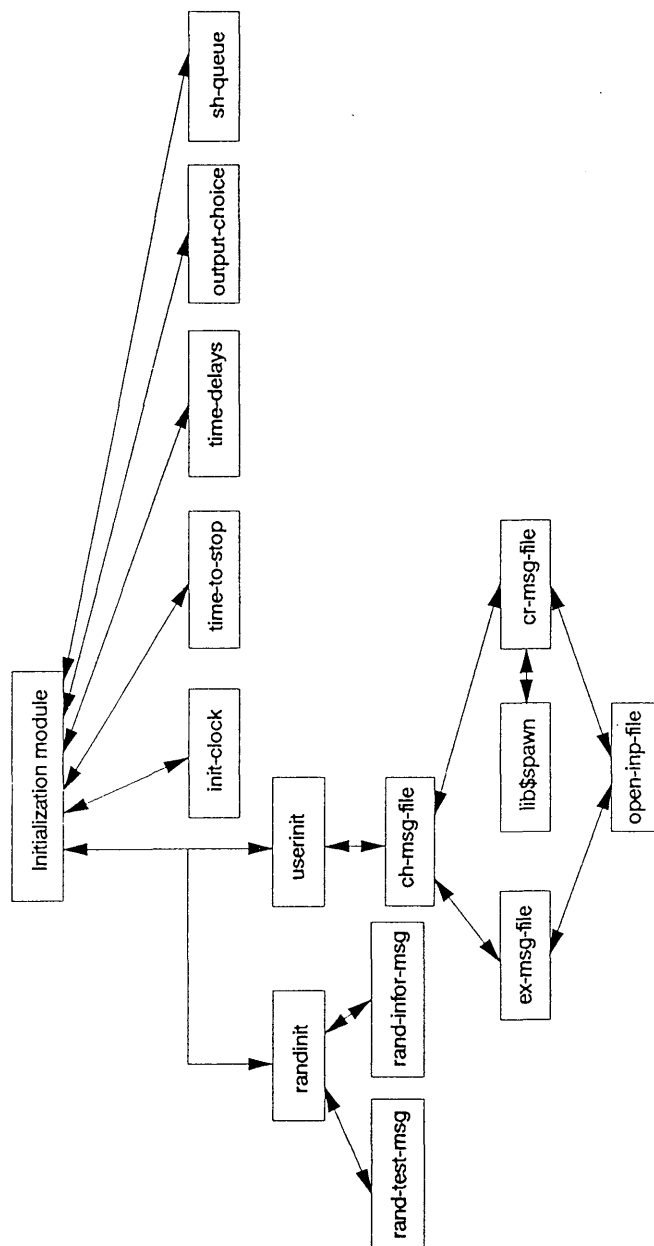 Initialization module
init-clock
time-to-stop
time-delays
output-choice
sh-queue
randinit
userinit
rand-test-msg
rand-infor-msg
ch-msg-file
ex-msg-file
lib$spawn
cr-msg-file
open-inp-file